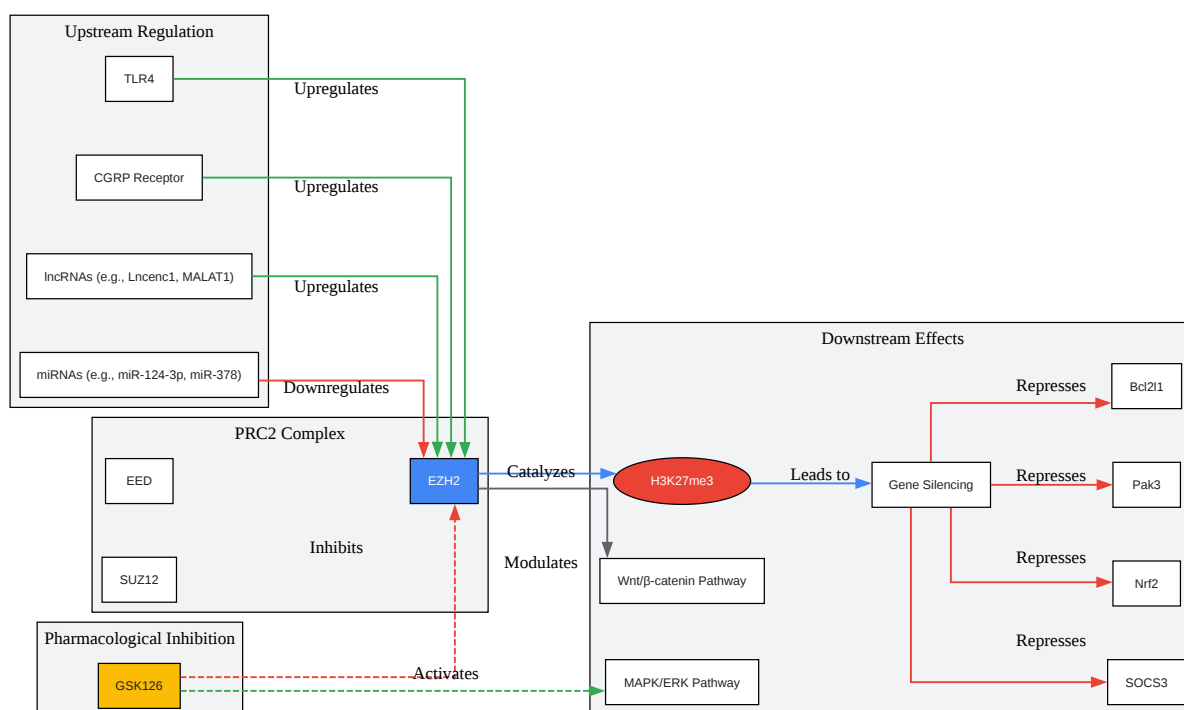 Upstream Regulation
TLR4
Upregulates
CGRP Receptor
Upregulates
lncRNAs (e.g., Lncenc1, MALAT1)
Upregulates
miRNAs (e.g., miR-124-3p, miR-378)
Downregulates
PRC2 Complex
EED
EZH2
SUZ12
Inhibits
Catalyzes
Modulates
Pharmacological Inhibition
GSK126
Activates
Downstream Effects
H3K27me3
Leads to
Gene Silencing
Wnt/β-catenin Pathway
MAPK/ERK Pathway
Represses
Bcl2l1
Represses
Pak3
Represses
Nrf2
Represses
SOCS3